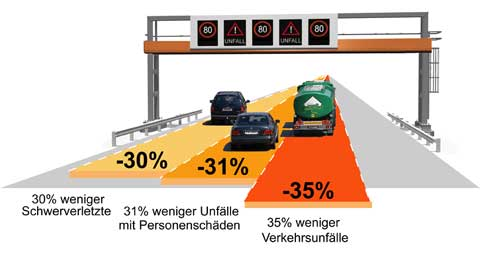 80 UNFALL 80 UNFALL 80
-30%
-31%
-35%
30% weniger
Schwerverletzte
31% weniger Unfälle
mit Personenschäden
35% weniger
Verkehrsunfälle